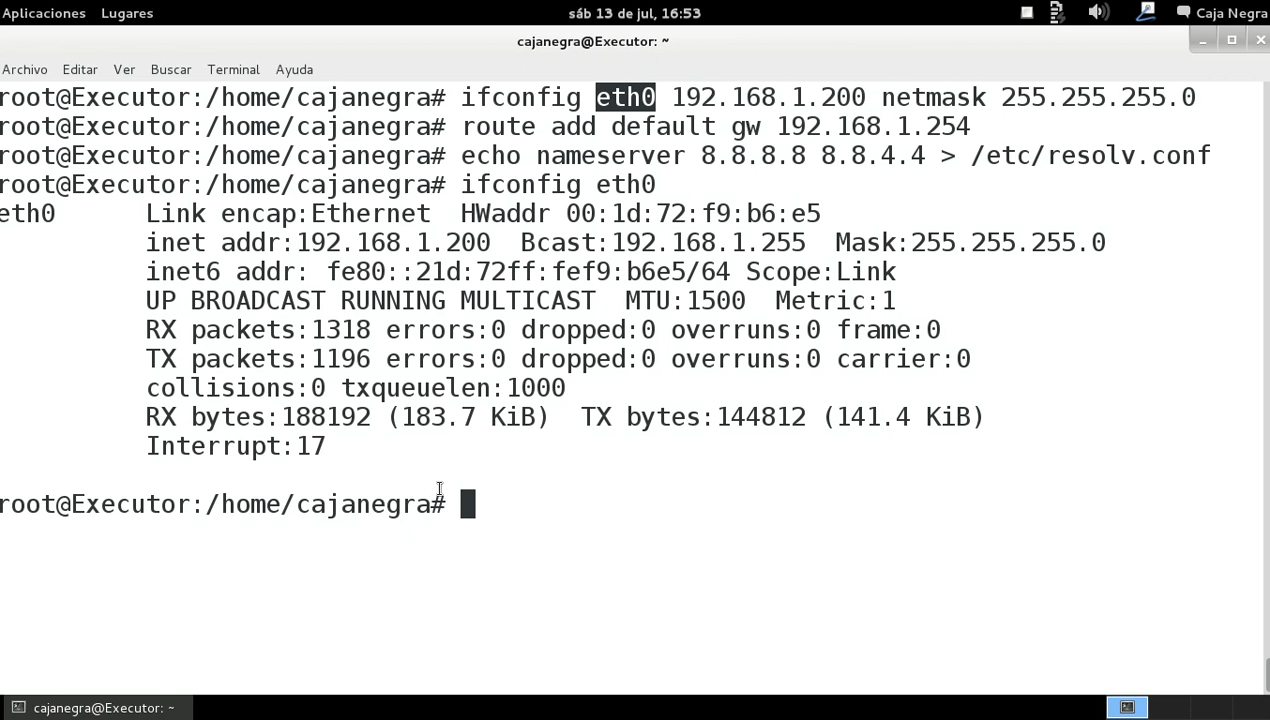 Aplicaciones Lugares sáb 13 de jul, 16:53 Caja Negra
cajanegra@Executor: ~
Archivo Editar Ver Buscar Terminal Ayuda
root@Executor:/home/cajanegra# ifconfig eth0 192.168.1.200 netmask 255.255.255.0
root@Executor:/home/cajanegra# route add default gw 192.168.1.254
root@Executor:/home/cajanegra# echo nameserver 8.8.8.8 8.8.4.4 > /etc/resolv.conf
root@Executor:/home/cajanegra# ifconfig eth0
eth0 Link encap:Ethernet HWaddr 00:1d:72:f9:b6:e5
inet addr:192.168.1.200 Bcast:192.168.1.255 Mask:255.255.255.0
inet6 addr: fe80::21d:72ff:fef9:b6e5/64 Scope:Link
UP BROADCAST RUNNING MULTICAST MTU:1500 Metric:1
RX packets:1318 errors:0 dropped:0 overruns:0 frame:0
TX packets:1196 errors:0 dropped:0 overruns:0 carrier:0
collisions:0 txqueuelen:1000
RX bytes:188192 (183.7 KiB) TX bytes:144812 (141.4 KiB)
Interrupt:17
root@Executor:/home/cajanegra#
cajanegra@Executor: ~